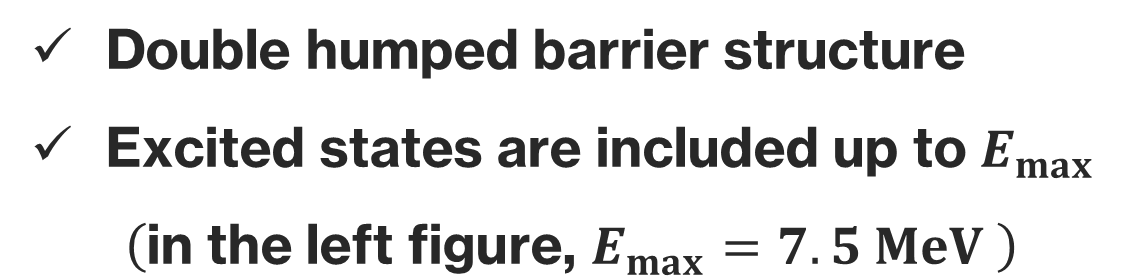 ✓ Double humped barrier structure
✓ Excited states are included up to E_max
(in the left figure, E_max = 7.5 MeV )